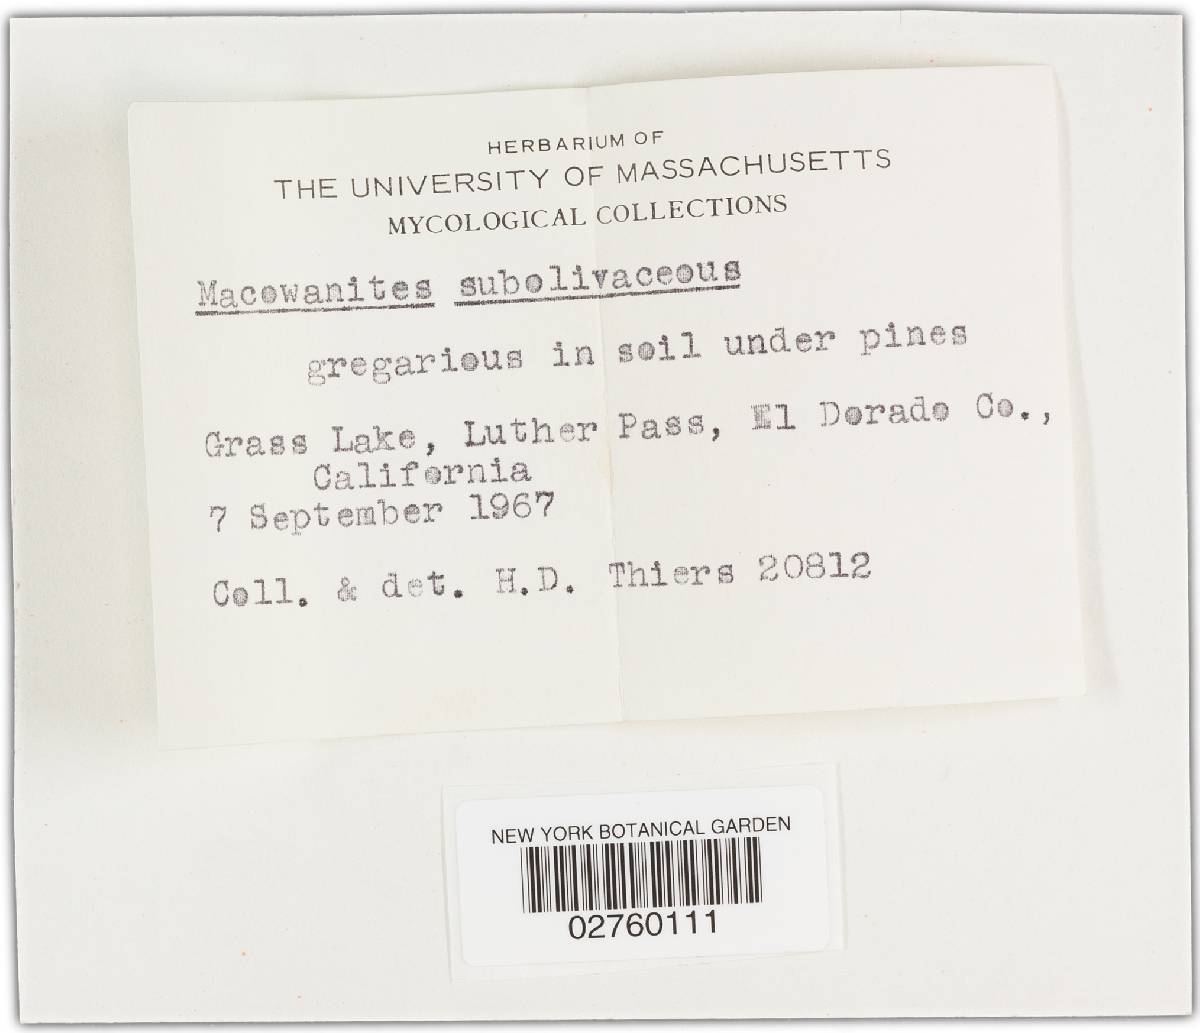 HERBARIUM OF
THE UNIVERSITY OF MASSACHUSETTS
MYCOLOGICAL COLLECTIONS
Macowanites subolivaceous
gregarious in soil under pines
Grass Lake, Luther Pass, El Dorado Co.,
California
7 September 1967
Coll. & det. H.D. Thiers 20812
NEW YORK BOTANICAL GARDEN
02760111